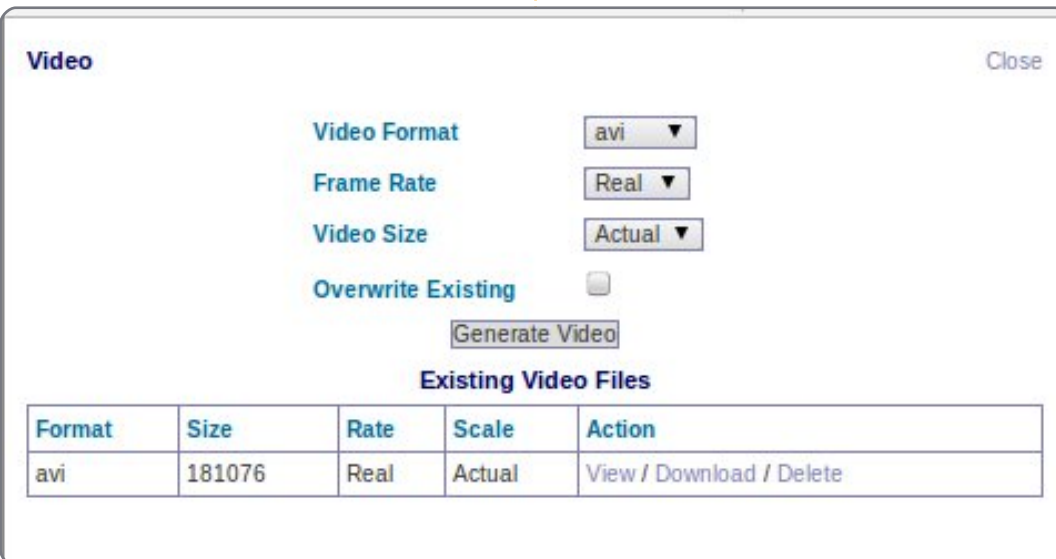 Video Close
Video Format avi
Frame Rate Real
Video Size Actual
Overwrite Existing
Generate Video
Existing Video Files
Format Size Rate Scale Action
avi 181076 Real Actual View / Download / Delete